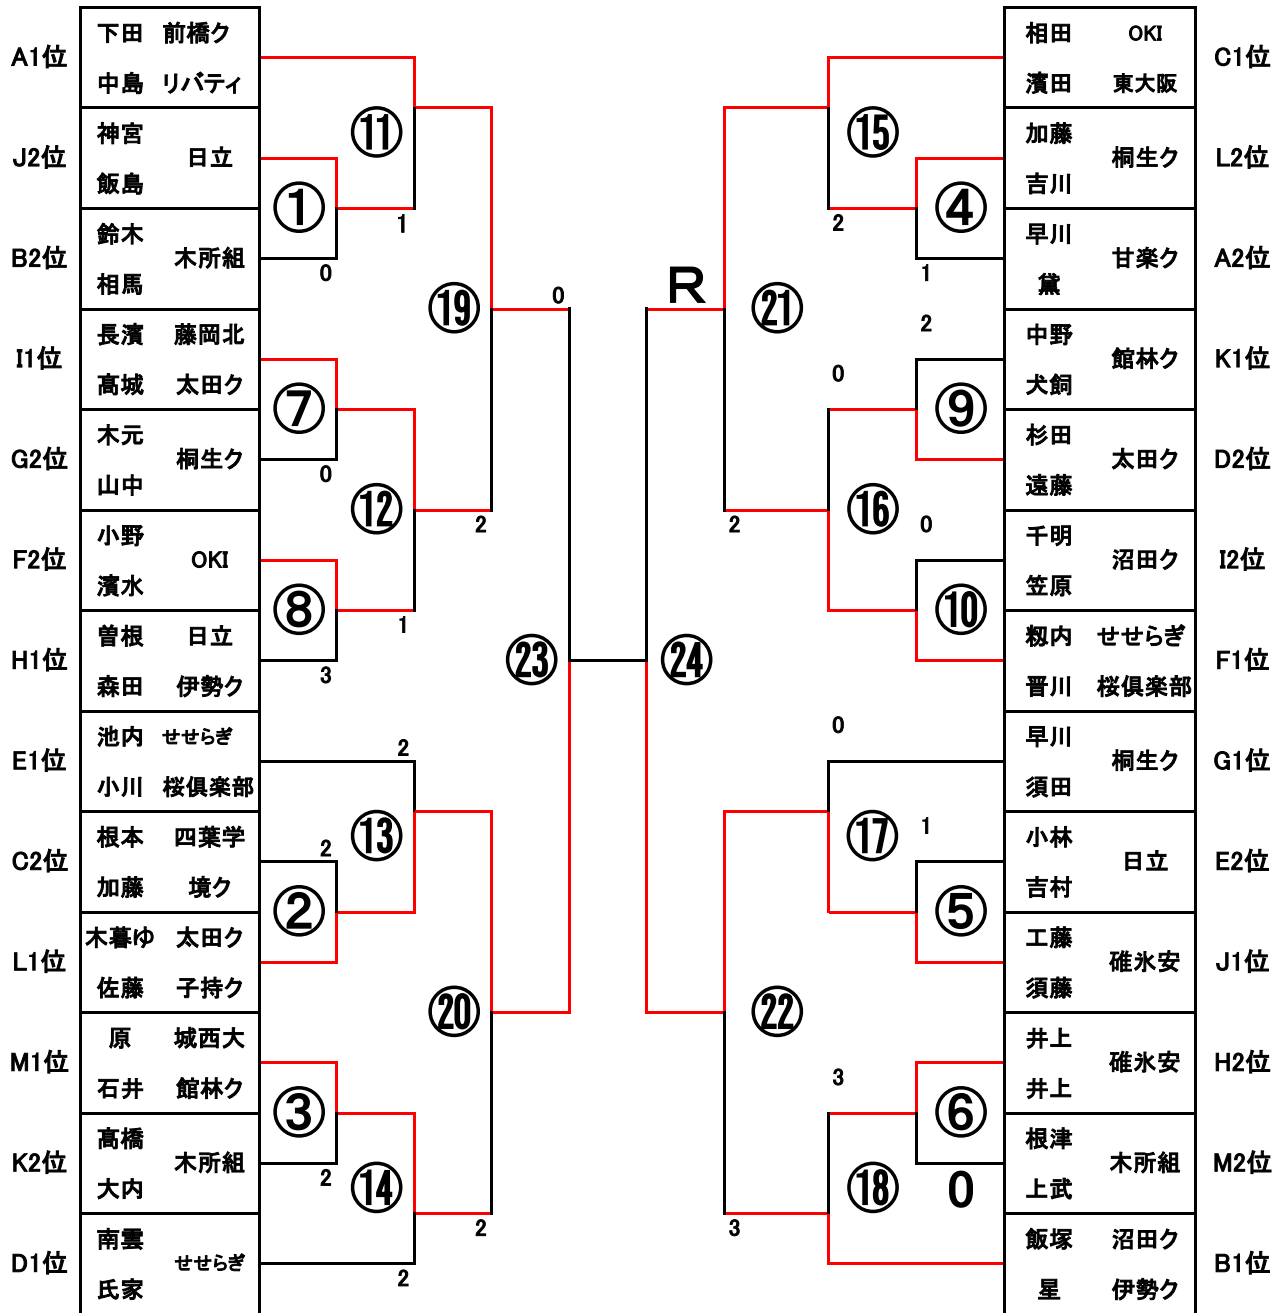 A1位 下田 前橋ク
中島 リバティ
J2位 神宮 日立
飯島
B2位 鈴木 木所組
相馬
I1位 長濱 藤岡北
髙城 太田ク
G2位 木元 桐生ク
山中
F2位 小野 OKI
濱水
H1位 曽根 日立
森田 伊勢ク
E1位 池内 せせらぎ
小川 桜倶楽部
C2位 根本 四葉学
加藤 境ク
L1位 木暮ゆ 太田ク
佐藤 子持ク
M1位 原 城西大
石井 館林ク
K2位 髙橋 木所組
大内
D1位 南雲 せせらぎ
氏家
⑪
①
1
0
⑲
0
⑦
0
⑫
2
⑧
1
3
㉓
2
⑬
2
②
⑳
③
2
⑭
2
2
R
㉔
⑮
④
2
1
㉑
2
0
⑨
⑯
2
0
⑩
0
⑰
1
⑤
㉒
3
⑥
⑱
0
3
相田 OKI C1位
濱田 東大阪
加藤 桐生ク L2位
吉川
早川 甘楽ク A2位
黛
中野 館林ク K1位
犬飼
杉田 太田ク D2位
遠藤
千明 沼田ク I2位
笠原
籾内 せせらぎ F1位
晋川 桜倶楽部
早川 桐生ク G1位
須田
小林 日立 E2位
吉村
工藤 碓氷安 J1位
須藤
井上 碓氷安 H2位
井上
根津 木所組 M2位
上武
飯塚 沼田ク B1位
星 伊勢ク